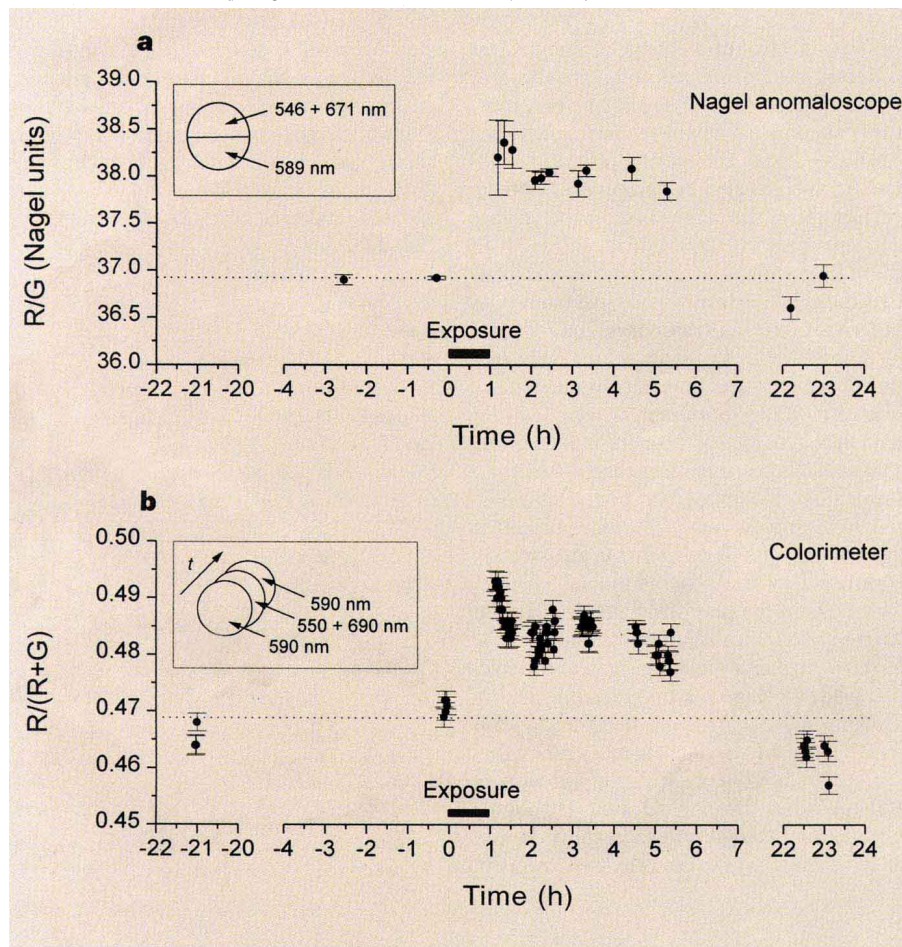 a
Nagel anomaloscope
R/G (Nagel units)
39.0
38.5
38.0
37.5
37.0
36.5
36.0
546 + 671 nm
589 nm
Exposure
-22 -21 -20 -4 -3 -2 -1 0 1 2 3 4 5 6 7 22 23 24
Time (h)
b
Colorimeter
R/(R+G)
0.50
0.49
0.48
0.47
0.46
0.45
t
590 nm
550 + 690 nm
590 nm
Exposure
-22 -21 -20 -4 -3 -2 -1 0 1 2 3 4 5 6 7 22 23 24
Time (h)